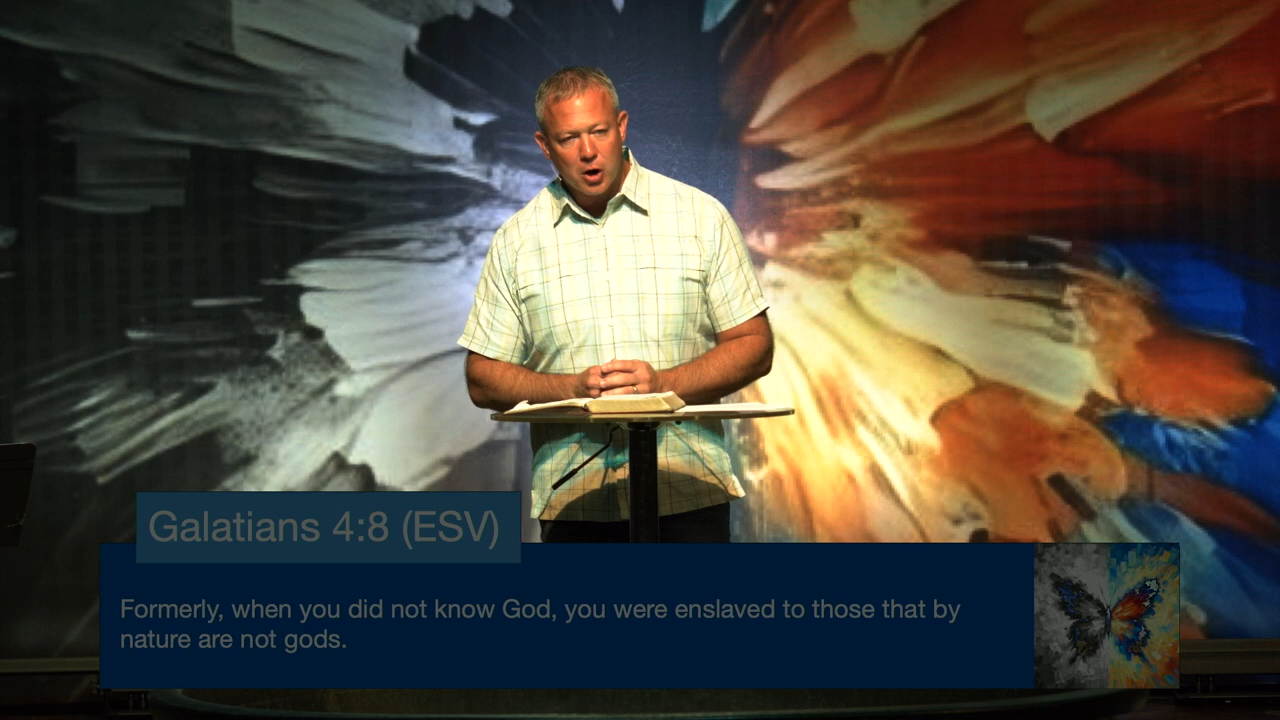 Galatians 4:8 (ESV)
Formerly, when you did not know God, you were enslaved to those that by
nature are not gods.